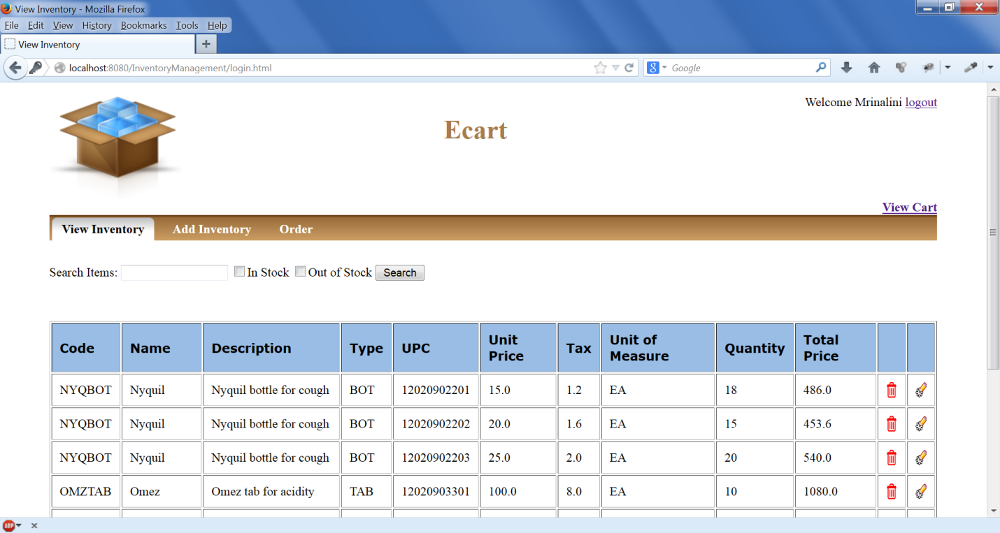 View Inventory - Mozilla Firefox
File Edit View History Bookmarks Tools Help
View Inventory
localhost:8080/InventoryManagement/login.html
8 Google
Welcome Mrinalini logout
Ecart
View Cart
View Inventory Add Inventory Order
Search Items: In Stock Out of Stock Search
Code Name Description Type UPC Unit Price Tax Unit of Measure Quantity Total Price
NYQBOT Nyquil Nyquil bottle for cough BOT 12020902201 15.0 1.2 EA 18 486.0
NYQBOT Nyquil Nyquil bottle for cough BOT 12020902202 20.0 1.6 EA 15 453.6
NYQBOT Nyquil Nyquil bottle for cough BOT 12020902203 25.0 2.0 EA 20 540.0
OMZTAB Omez Omez tab for acidity TAB 12020903301 100.0 8.0 EA 10 1080.0
ABP